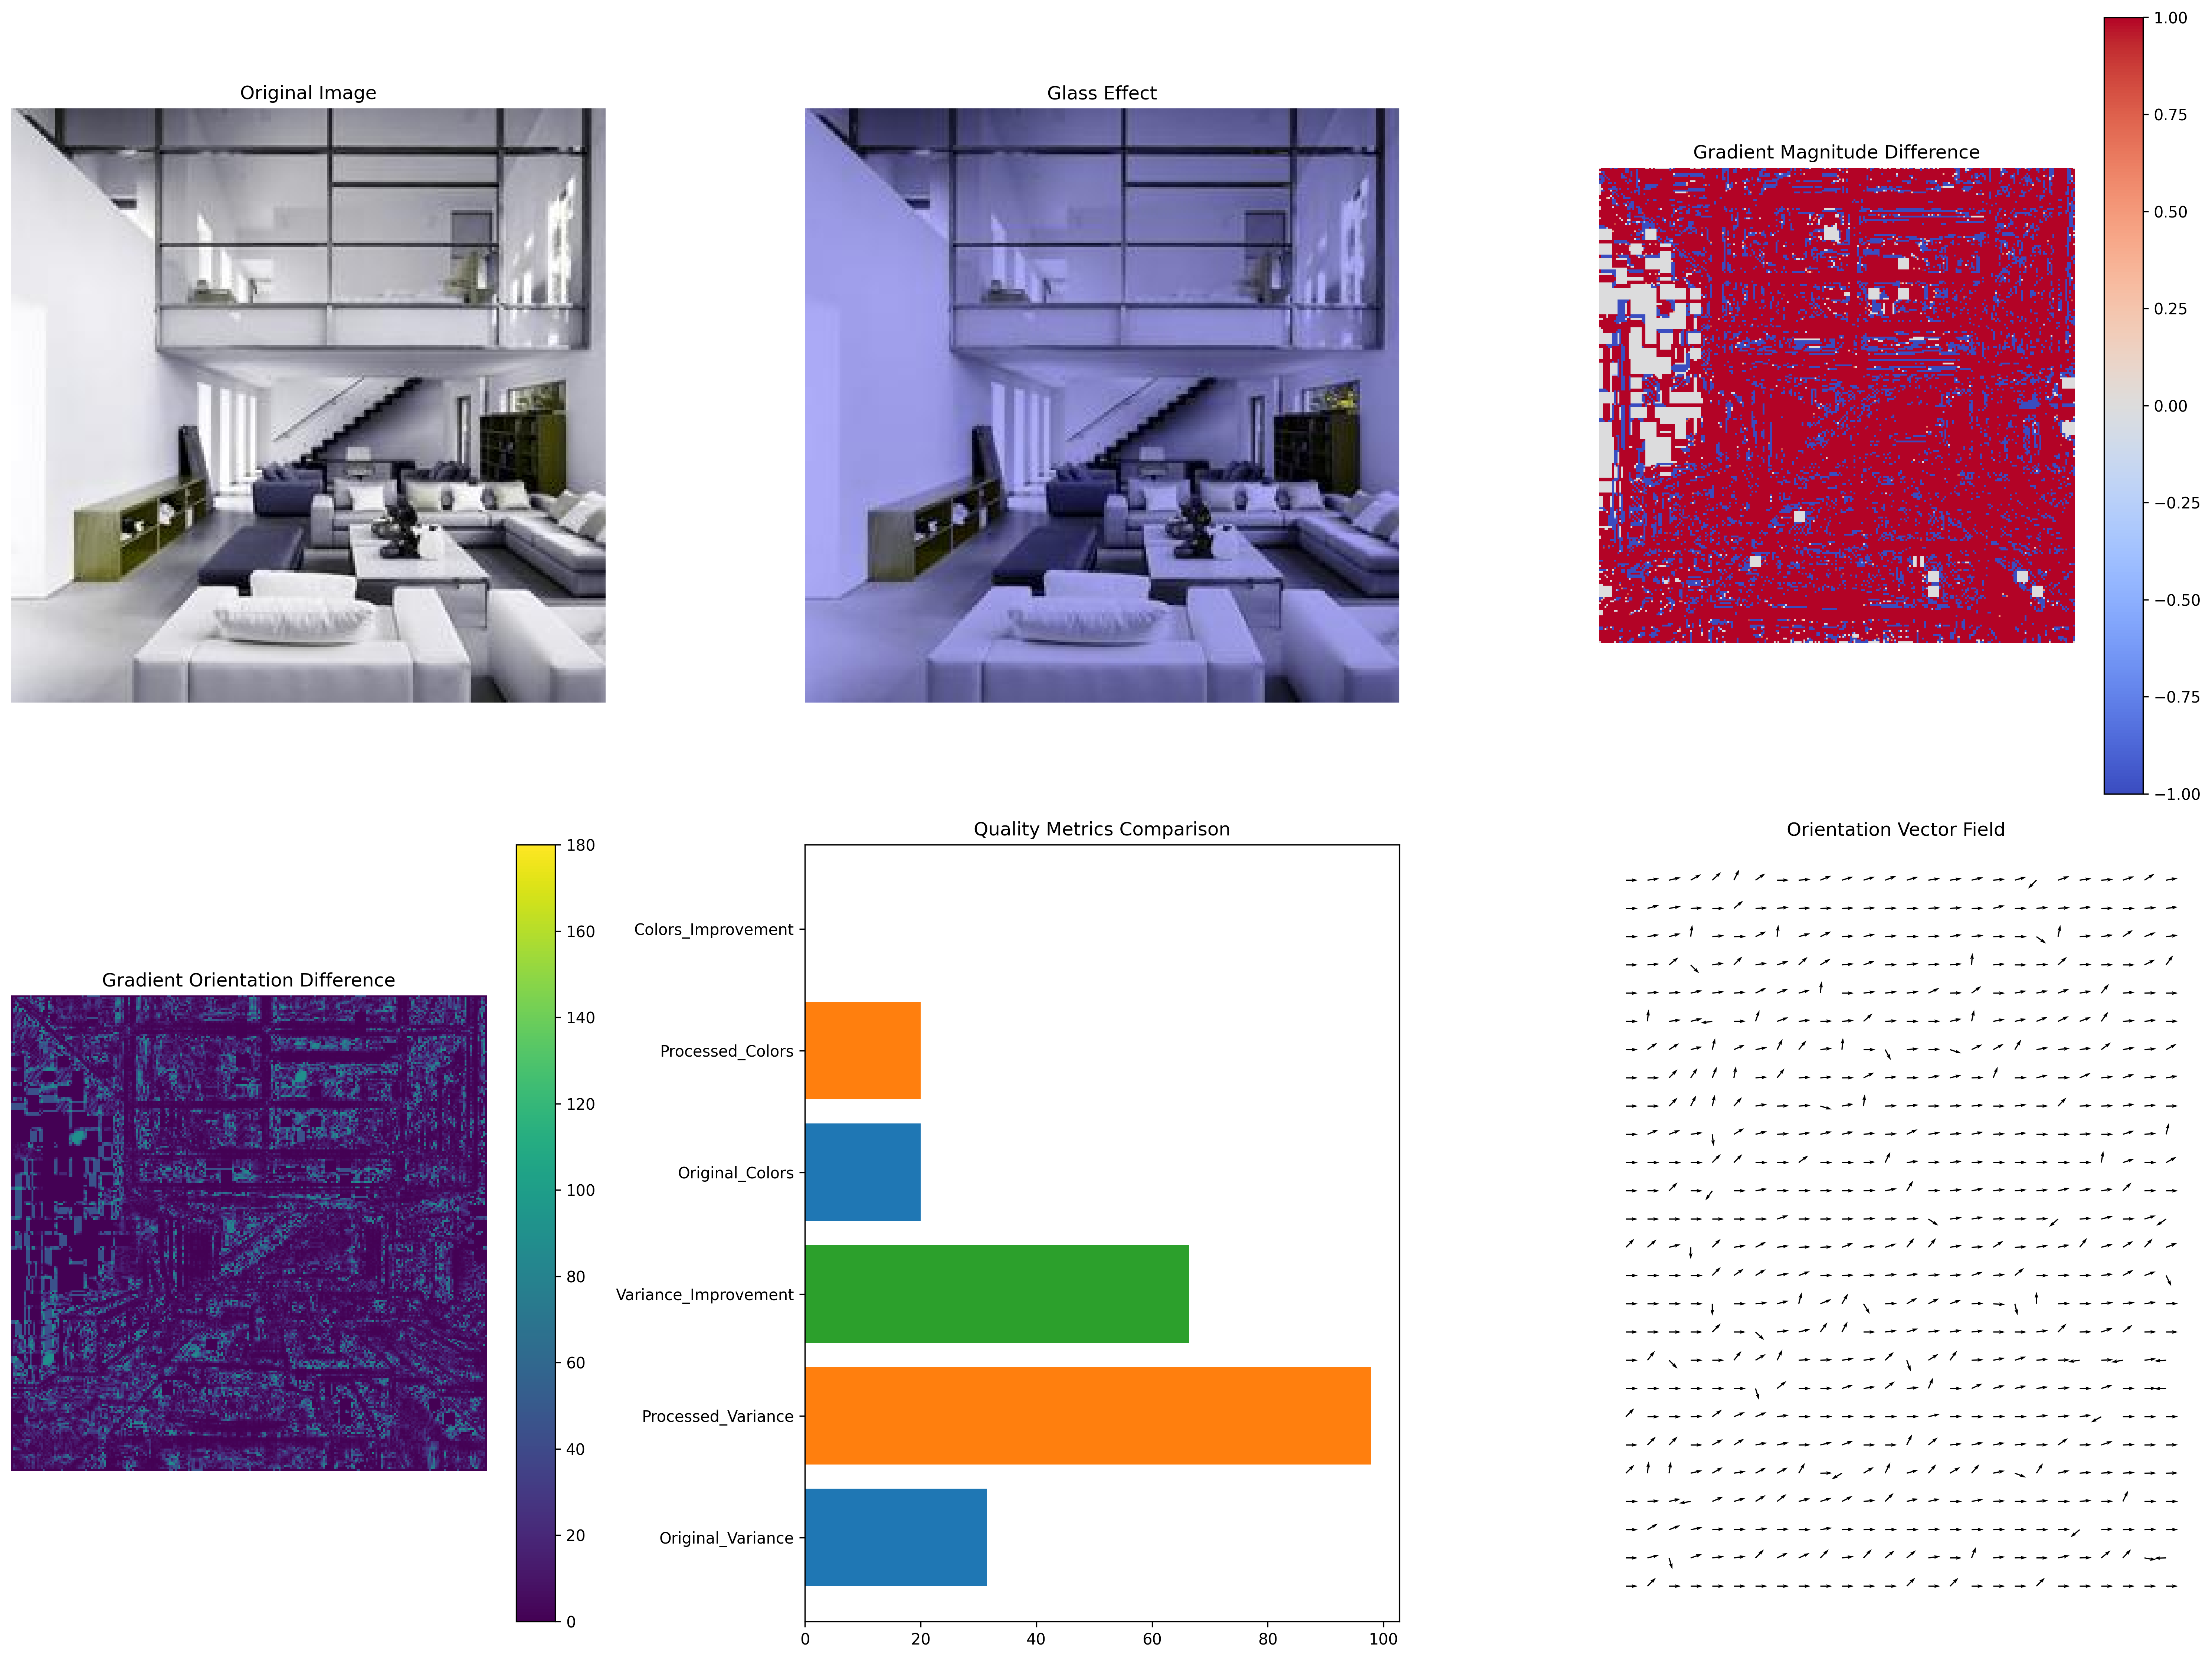 Original Image
Glass Effect
Gradient Magnitude Difference
1.00
0.75
0.50
0.25
0.00
−0.25
−0.50
−0.75
−1.00
Gradient Orientation Difference
180
160
140
120
100
80
60
40
20
0
Quality Metrics Comparison
Colors_Improvement
Processed_Colors
Original_Colors
Variance_Improvement
Processed_Variance
Original_Variance
0 20 40 60 80 100
Orientation Vector Field